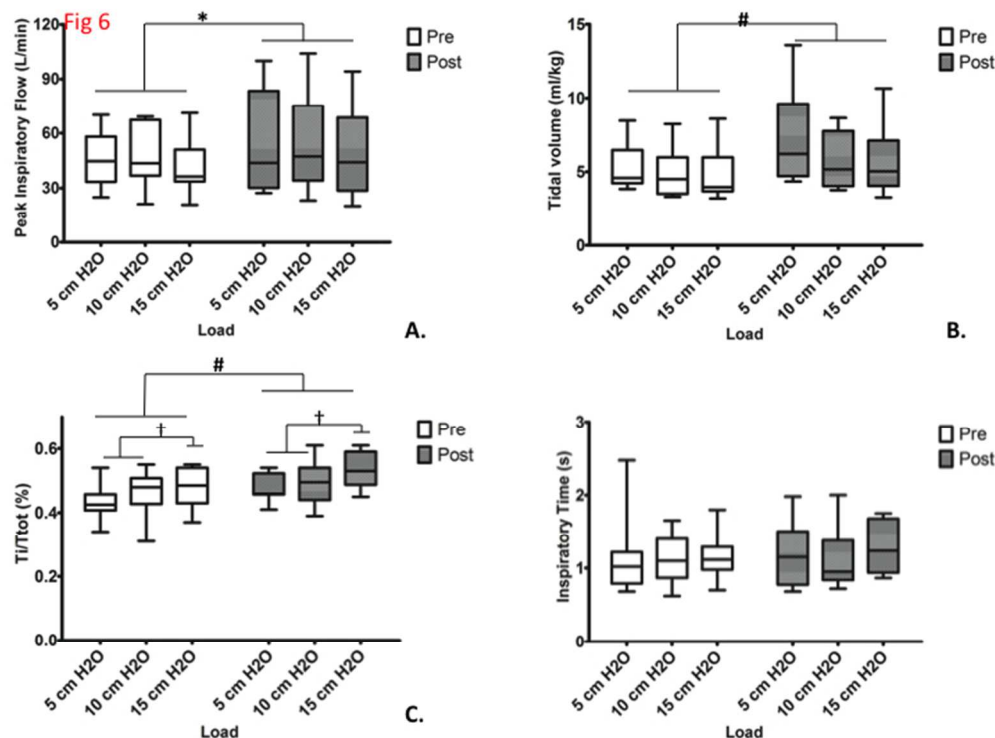 Fig 6
120
90
60
30
0
Peak Inspiratory Flow (L/min)
*
Pre
Post
5 cm H2O
10 cm H2O
15 cm H2O
5 cm H2O
10 cm H2O
15 cm H2O
Load
A.
15
10
5
0
Tidal volume (ml/kg)
#
Pre
Post
5 cm H2O
10 cm H2O
15 cm H2O
5 cm H2O
10 cm H2O
15 cm H2O
Load
B.
0.6
0.4
0.2
0.0
Ti/Ttot (%)
#
†
†
Pre
Post
5 cm H2O
10 cm H2O
15 cm H2O
5 cm H2O
10 cm H2O
15 cm H2O
Load
C.
3
2
1
0
Inspiratory Time (s)
Pre
Post
5 cm H2O
10 cm H2O
15 cm H2O
5 cm H2O
10 cm H2O
15 cm H2O
Load